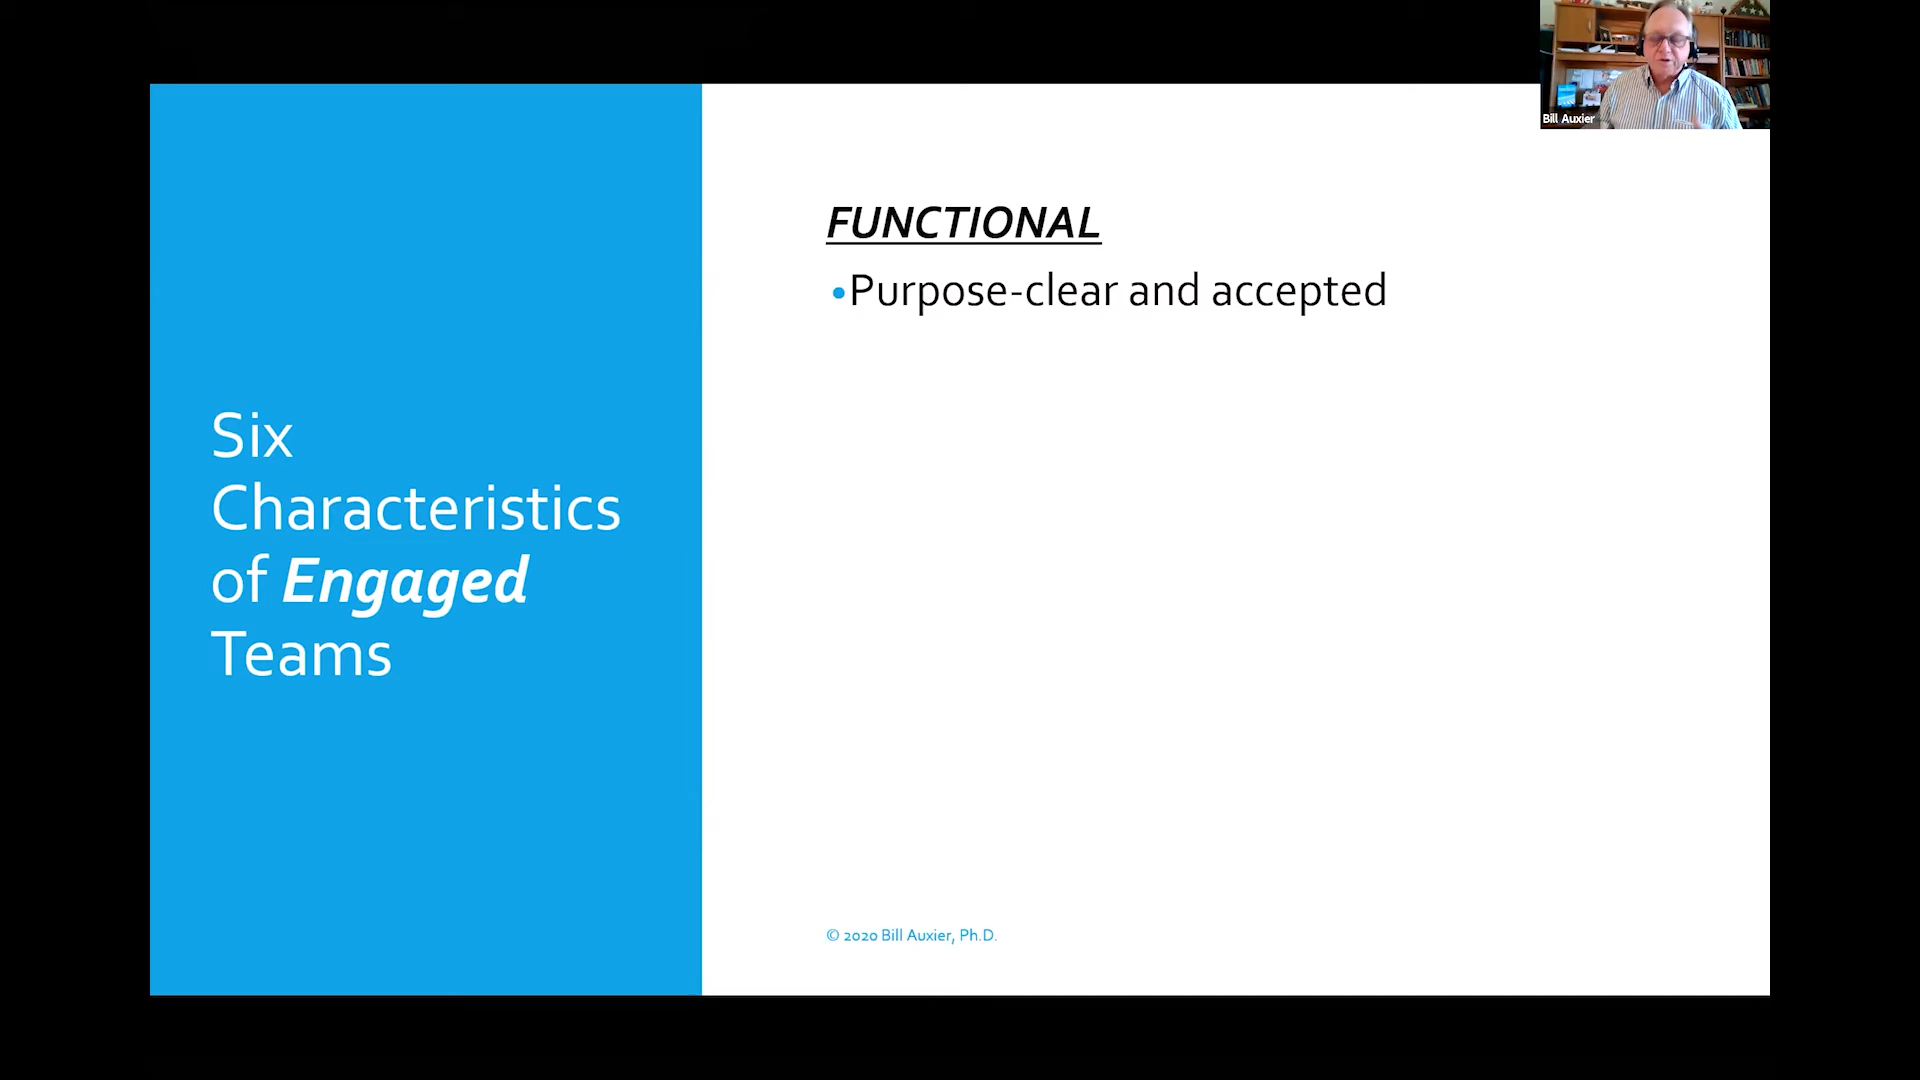 Bill Auxier
FUNCTIONAL
•Purpose-clear and accepted
Six
Characteristics
of Engaged
Teams
© 2020 Bill Auxier, Ph.D.